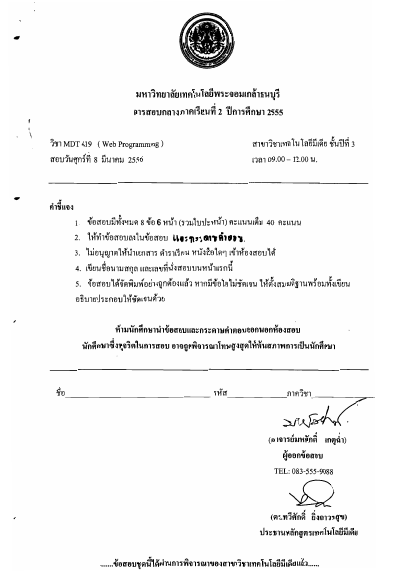 มหาวิทยาลัยเทคโนโลยีพระจอมเกล้าธนบุรี
การสอบกลางภาคเรียนที่ 2 ปีการศึกษา 2555
วิชา MDT 419 ( Web Programming ) สาขาวิชาเทคโนโลยีมีเดีย ชั้นปีที่ 3
สอบวันศุกร์ที่ 8 มีนาคม 2556 เวลา 09.00 – 12.00 น.
คำชี้แจง
1. ข้อสอบมีทั้งหมด 8 ข้อ 6 หน้า (รวมใบปะหน้า) คะแนนเต็ม 40 คะแนน
2. ให้ทำข้อสอบลงในข้อสอบ และกระดาษคำตอบ
3. ไม่อนุญาตให้นำเอกสาร ตำราเรียน หนังสือใดๆ เข้าห้องสอบได้
4. เขียนชื่อนามสกุล และเลขที่นั่งสอบบนหน้าแรกนี้
5. ข้อสอบได้จัดพิมพ์อย่างถูกต้องแล้ว หากมีข้อใดไม่ชัดเจน ให้ตั้งสมมติฐานพร้อมทั้งเขียน
อธิบายประกอบให้ชัดเจนด้วย
ห้ามนักศึกษานำข้อสอบและกระดาษคำตอบออกนอกห้องสอบ
นักศึกษาซึ่งทุจริตในการสอบ อาจถูกพิจารณาโทษสูงสุดให้พ้นสภาพการเป็นนักศึกษา
ชื่อ รหัส ภาควิชา
(อาจารย์มหศักดิ์ เกตุฉ่ำ)
ผู้ออกข้อสอบ
TEL: 083-555-9988
(ดร.ทวีศักดิ์ ยิ่งถาวรสุข)
ประธานหลักสูตรเทคโนโลยีมีเดีย
......ข้อสอบชุดนี้ได้ผ่านการพิจารณาของสาขาวิชาเทคโนโลยีมีเดียแล้ว......